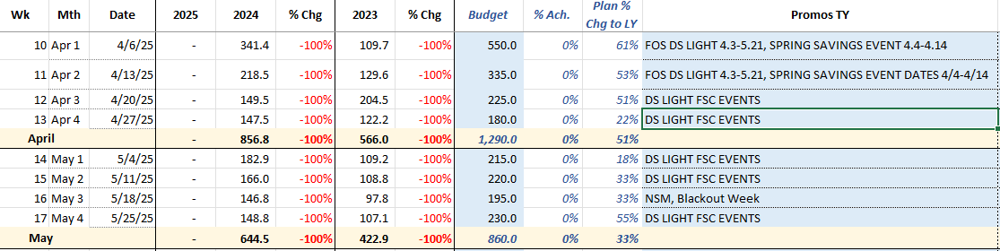 Wk Mth Date 2025 2024 % Chg 2023 % Chg Budget % Ach. Plan % Chg to LY Promos TY
10 Apr 1 4/6/25 - 341.4 -100% 109.7 -100% 550.0 0% 61% FOS DS LIGHT 4.3-5.21, SPRING SAVINGS EVENT 4.4-4.14
11 Apr 2 4/13/25 - 218.5 -100% 129.6 -100% 335.0 0% 53% FOS DS LIGHT 4.3-5.21, SPRING SAVINGS EVENT DATES 4/4-4/14
12 Apr 3 4/20/25 - 149.5 -100% 204.5 -100% 225.0 0% 51% DS LIGHT FSC EVENTS
13 Apr 4 4/27/25 - 147.5 -100% 122.2 -100% 180.0 0% 22% DS LIGHT FSC EVENTS
April - 856.8 -100% 566.0 -100% 1,290.0 0% 51%
14 May 1 5/4/25 - 182.9 -100% 109.2 -100% 215.0 0% 18% DS LIGHT FSC EVENTS
15 May 2 5/11/25 - 166.0 -100% 108.8 -100% 220.0 0% 33% DS LIGHT FSC EVENTS
16 May 3 5/18/25 - 146.8 -100% 97.8 -100% 195.0 0% 33% NSM, Blackout Week
17 May 4 5/25/25 - 148.8 -100% 107.1 -100% 230.0 0% 55% DS LIGHT FSC EVENTS
May - 644.5 -100% 422.9 -100% 860.0 0% 33%